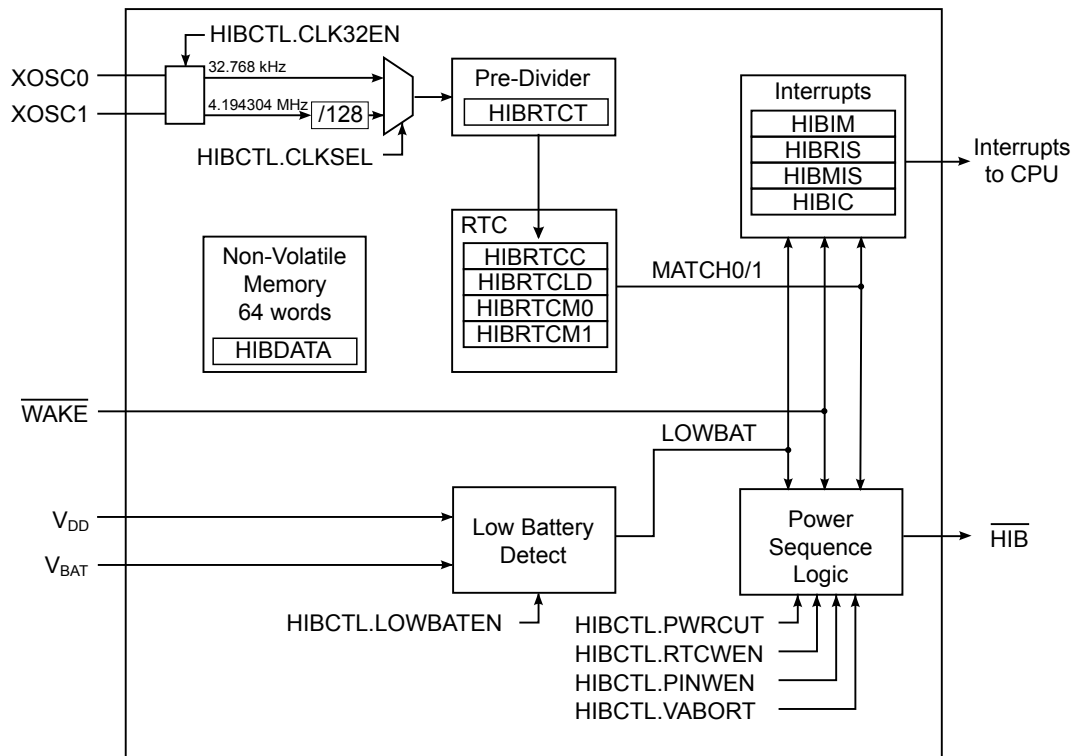 HIBCTL.CLK32EN
XOSC0
XOSC1
32.768 kHz
4.194304 MHz
/128
HIBCTL.CLKSEL
Pre-Divider
HIBRTCT
Interrupts
HIBIM
HIBRIS
HIBMIS
HIBIC
Interrupts
to CPU
Non-Volatile
Memory
64 words
HIBDATA
RTC
HIBRTCC
HIBRTCLD
HIBRTCM0
HIBRTCM1
MATCH0/1
WAKE
LOWBAT
VDD
VBAT
Low Battery
Detect
HIBCTL.LOWBATEN
Power
Sequence
Logic
HIB
HIBCTL.PWRCUT
HIBCTL.RTCWEN
HIBCTL.PINWEN
HIBCTL.VABORT